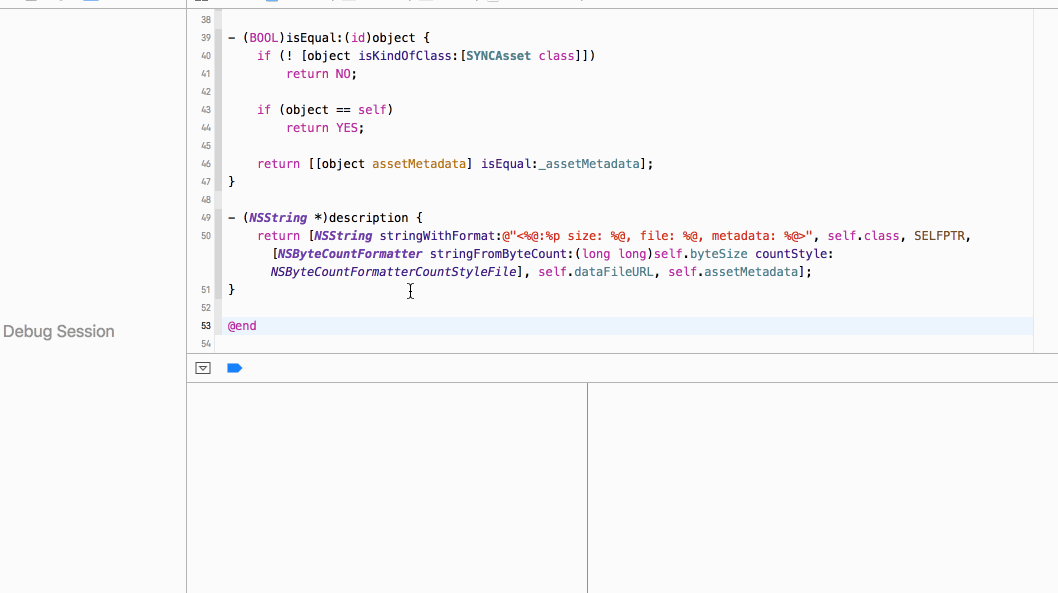 38
39 - (BOOL)isEqual:(id)object {
40 if (! [object isKindOfClass:[SYNCAsset class]])
41 return NO;
42
43 if (object == self)
44 return YES;
45
46 return [[object assetMetadata] isEqual:_assetMetadata];
47 }
48
49 - (NSString *)description {
50 return [NSString stringWithFormat:@"<%@:%p size: %@, file: %@, metadata: %@>", self.class, SELFPTR,
[NSByteCountFormatter stringFromByteCount:(long long)self.byteSize countStyle:
NSByteCountFormatterCountStyleFile], self.dataFileURL, self.assetMetadata];
51 }
52
Debug Session
53 @end
54